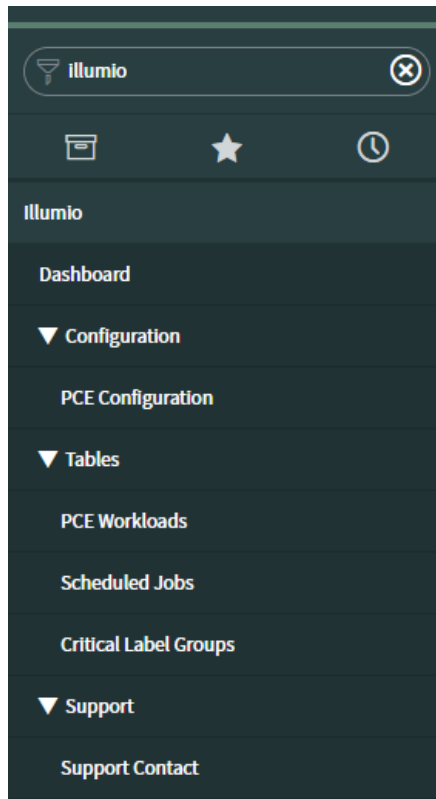 illumio
Illumio
Dashboard
Configuration
PCE Configuration
Tables
PCE Workloads
Scheduled Jobs
Critical Label Groups
Support
Support Contact